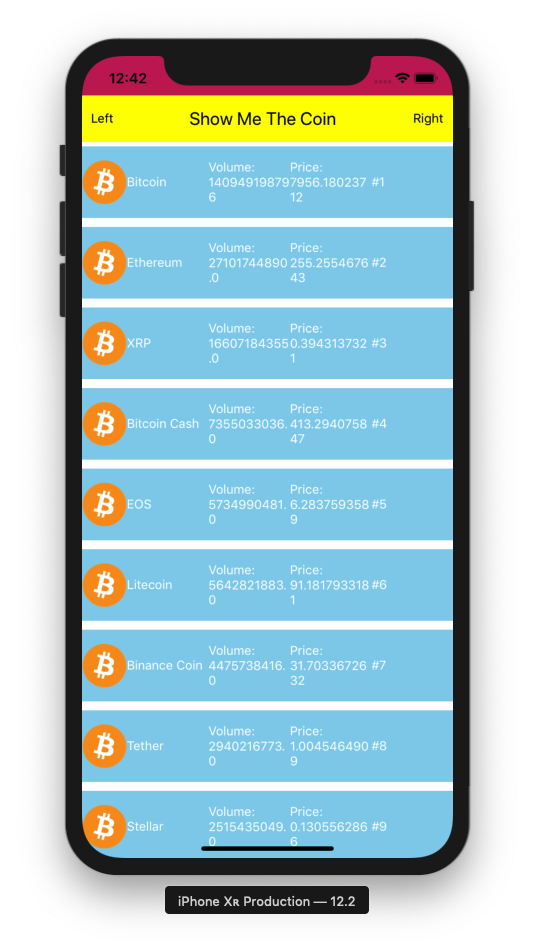 12:42
Left Show Me The Coin Right
Volume: Price:
Bitcoin 140949198797956.180237 #1
6 12
Volume: Price:
Ethereum 27101744890 255.2554676 #2
.0 43
Volume: Price:
XRP 16607184355 0.394313732 #3
.0 1
Volume: Price:
Bitcoin Cash 7355033036. 413.2940758 #4
0 47
Volume: Price:
EOS 5734990481. 6.283759358 #5
0 9
Volume: Price:
Litecoin 5642821883. 91.181793318 #6
0 1
Volume: Price:
Binance Coin 4475738416. 31.70336726 #7
0 32
Volume: Price:
Tether 2940216773. 1.004546490 #8
0 9
Volume: Price:
Stellar 2515435049. 0.130556286 #9
0 6
iPhone Xʀ Production — 12.2